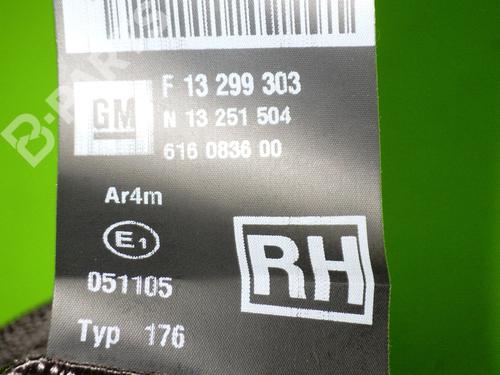 F 13 299 303
GM
N 13 251 504
616 0836 00
Ar4m
E1
RH
051105
Typ 176
B-PARTS